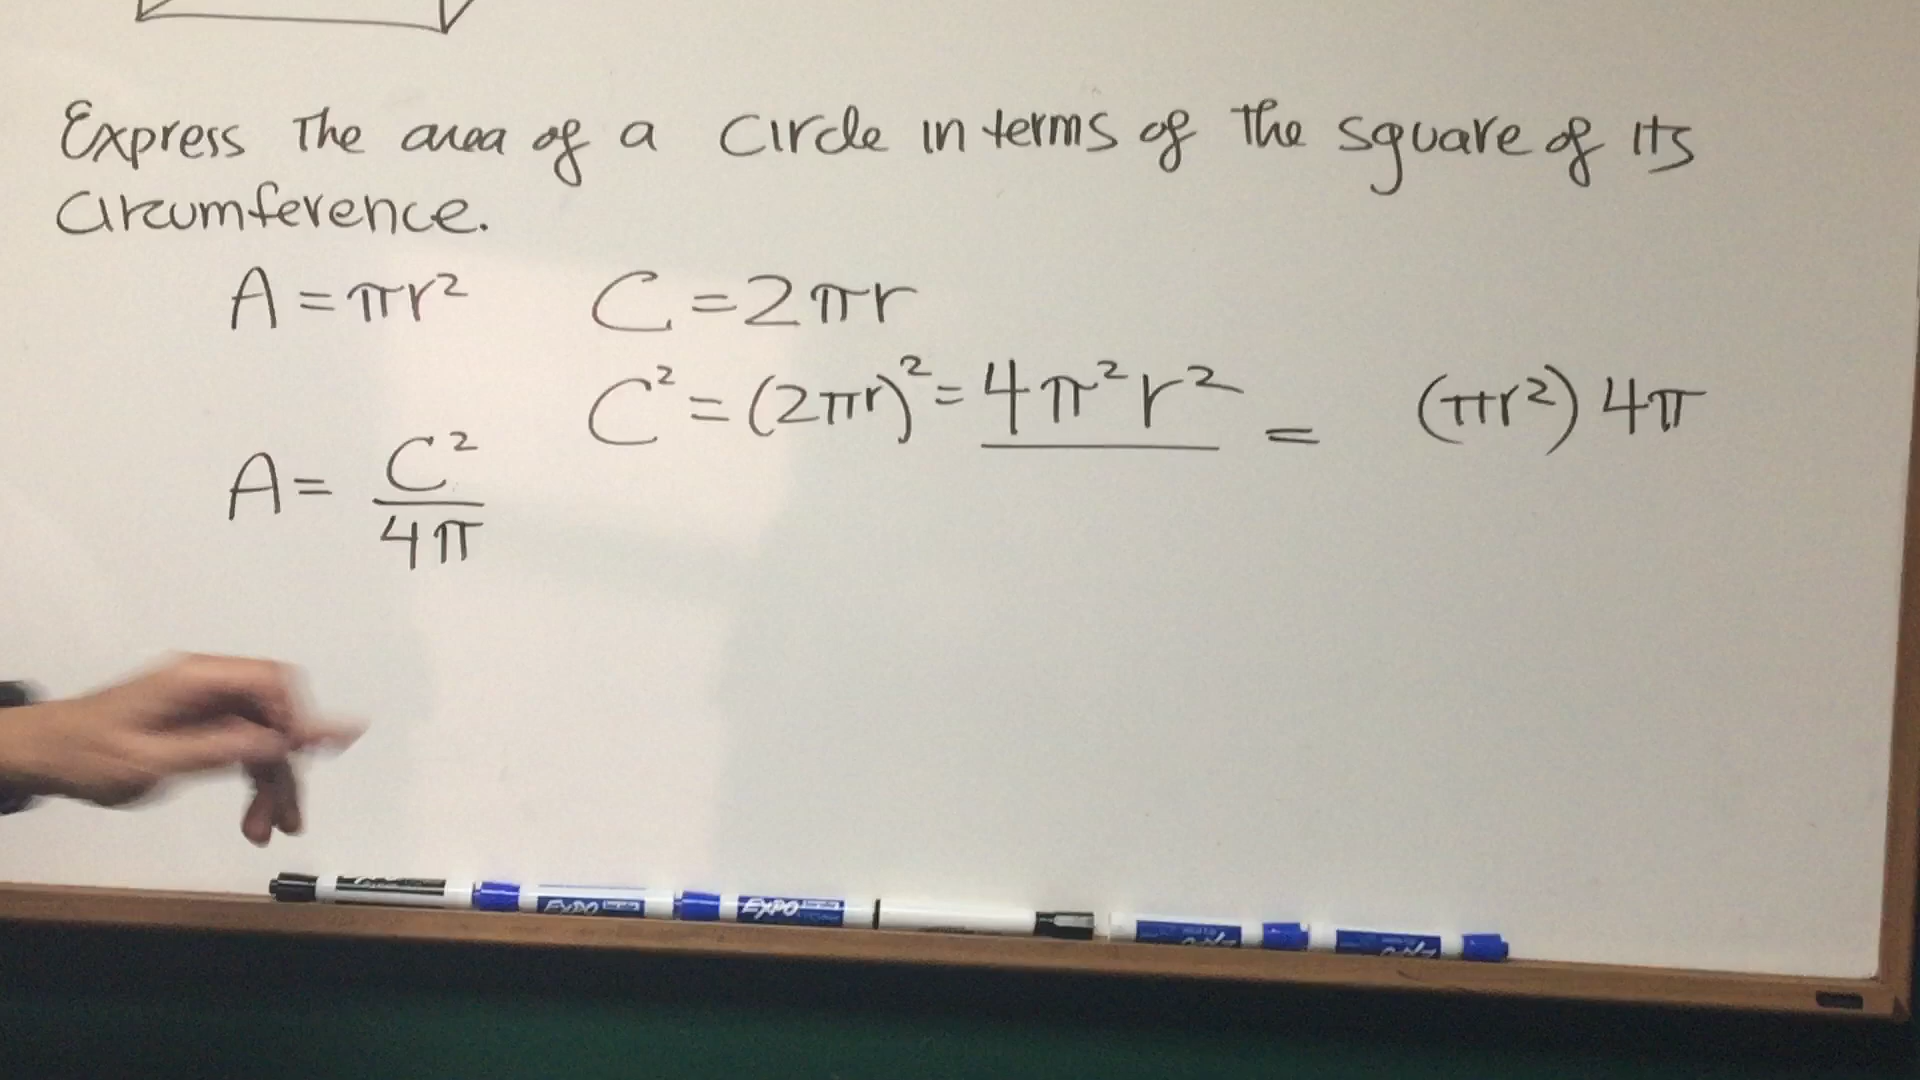 Express The area of a Circle in terms of the square of its
Circumference.
A = πr² C = 2πr
C² = (2πr)² = 4π²r² = (πr²) 4π
A = C²/4π
EXPO EXPO